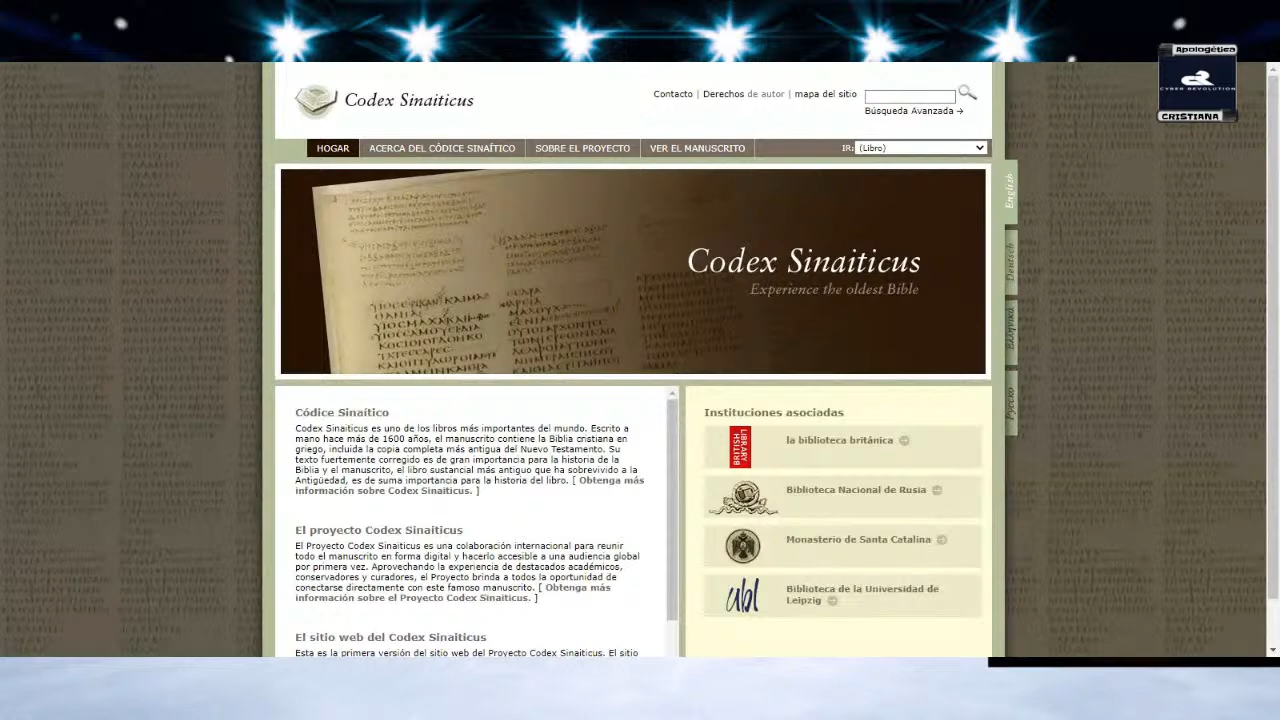 Apologética
CYBER REVOLUTION
CRISTIANA
Codex Sinaiticus
Contacto | Derechos de autor | mapa del sitio
Búsqueda Avanzada →
HOGAR
ACERCA DEL CÓDICE SINAÍTICO
SOBRE EL PROYECTO
VER EL MANUSCRITO
IR: (Libro)
English
Deutsch
Ελληνικά
Русско
Codex Sinaiticus
Experience the oldest Bible
Códice Sinaítico
Codex Sinaiticus es uno de los libros más importantes del mundo. Escrito a
mano hace más de 1600 años, el manuscrito contiene la Biblia cristiana en
griego, incluida la copia completa más antigua del Nuevo Testamento. Su
texto fuertemente corregido es de gran importancia para la historia de la
Biblia y el manuscrito, el libro sustancial más antiguo que ha sobrevivido a la
Antigüedad, es de suma importancia para la historia del libro. [ Obtenga más
información sobre Codex Sinaiticus. ]
El proyecto Codex Sinaiticus
El Proyecto Codex Sinaiticus es una colaboración internacional para reunir
todo el manuscrito en forma digital y hacerlo accesible a una audiencia global
por primera vez. Aprovechando la experiencia de destacados académicos,
conservadores y curadores, el Proyecto brinda a todos la oportunidad de
conectarse directamente con este famoso manuscrito. [ Obtenga más
información sobre el Proyecto Codex Sinaiticus. ]
El sitio web del Codex Sinaiticus
Esta es la primera versión del sitio web del Proyecto Codex Sinaiticus. El sitio
Instituciones asociadas
BRITISH
LIBRARY
la biblioteca británica
Biblioteca Nacional de Rusia
Monasterio de Santa Catalina
ubl
Biblioteca de la Universidad de
Leipzig